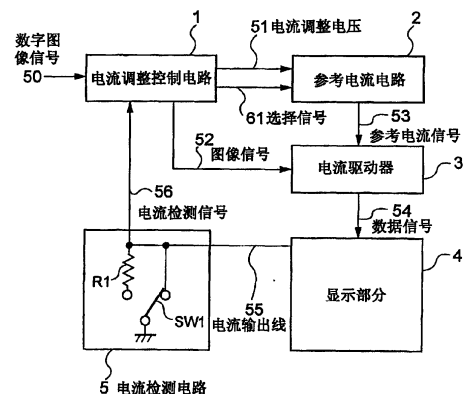 1
51电流调整电压
2
数字图
像信号
50
电流调整控制电路
参考电流电路
61选择信号
53
52
图像信号
参考电流信号
3
电流驱动器
56
电流检测信号
54
数据信号
4
R1
SW1
55
电流输出线
显示部分
5 电流检测电路